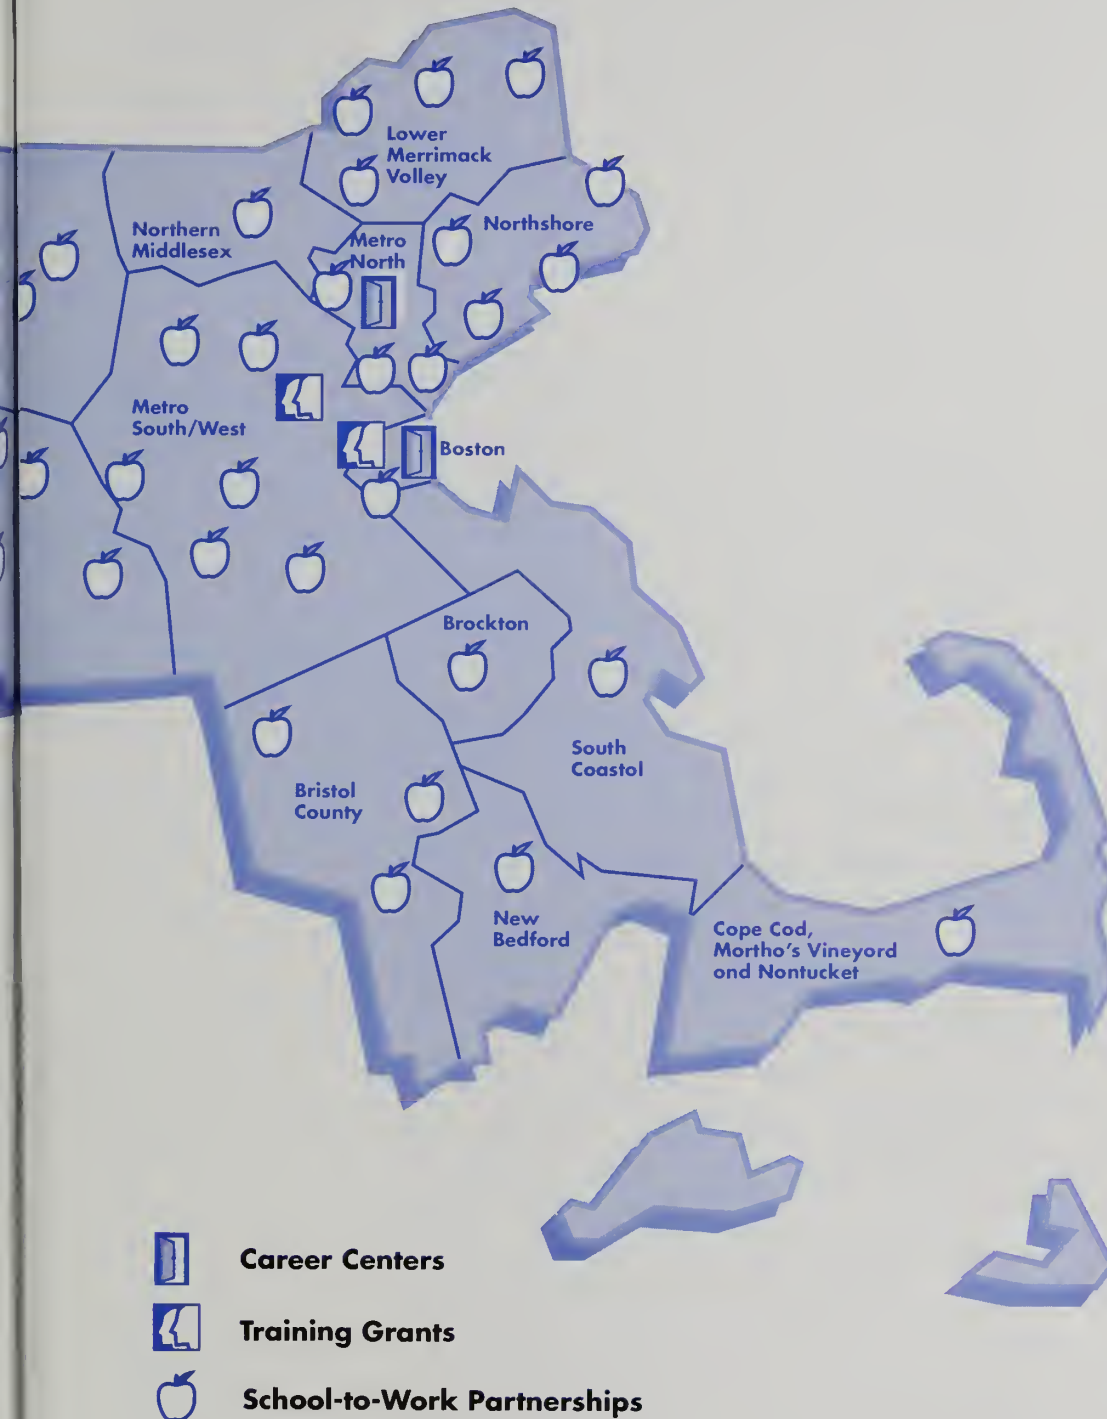 Lower
Merrimack
Volley
Northern
Middlesex
Metro
North
Northshore
Metro
South/West
Boston
Brockton
South
Coastol
Bristol
County
New
Bedford
Cope Cod,
Mortho's Vineyord
ond Nontucket
Career Centers
Training Grants
School-to-Work Partnerships